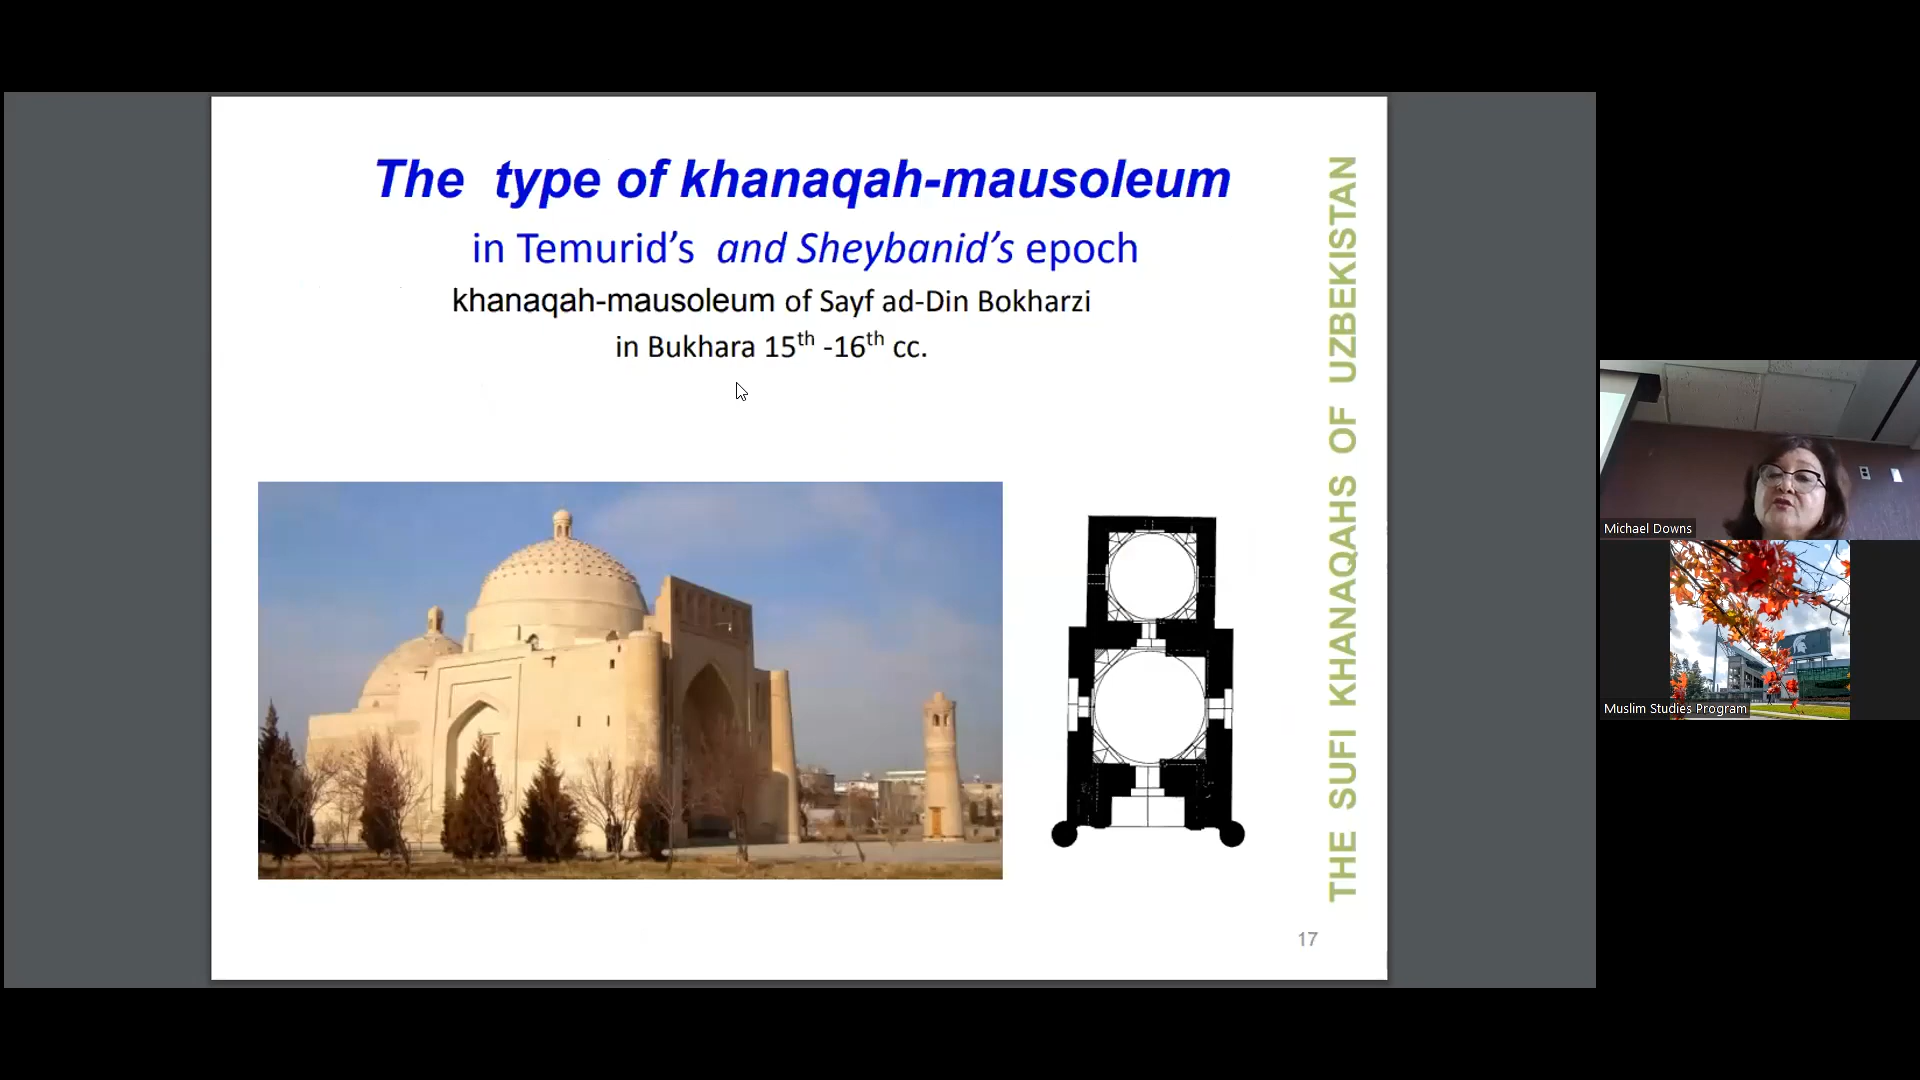 The type of khanaqah-mausoleum
in Temurid's and Sheybanid's epoch
khanaqah-mausoleum of Sayf ad-Din Bokharzi
in Bukhara 15th -16th cc.
THE SUFI KHANAQAHS OF UZBEKISTAN
17
Michael Downs
Muslim Studies Program